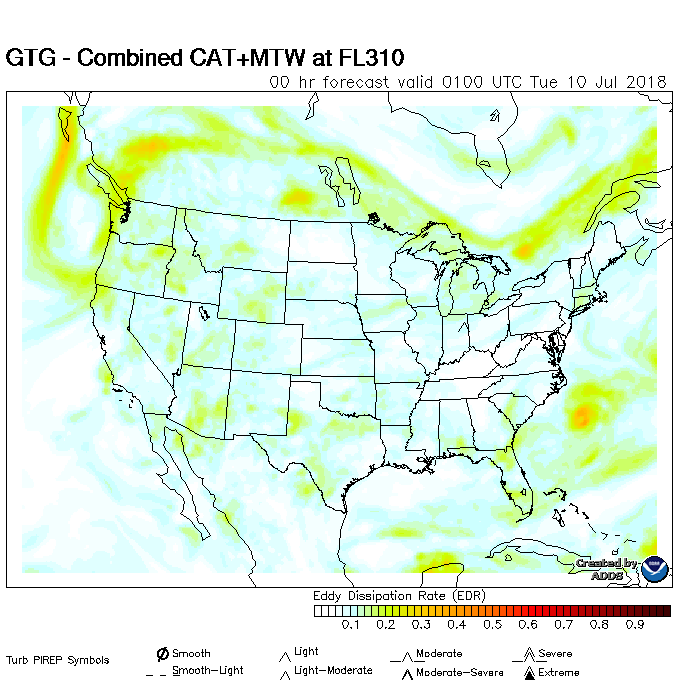 GTG - Combined CAT+MTW at FL310
00 hr forecast valid 0100 UTC Tue 10 Jul 2018
Created by
ADDS
Eddy Dissipation Rate (EDR)
0.1 0.2 0.3 0.4 0.5 0.6 0.7 0.8 0.9
Turb PIREP Symbols
Smooth Light Moderate Severe
Smooth-Light Light-Moderate Moderate-Severe Extreme